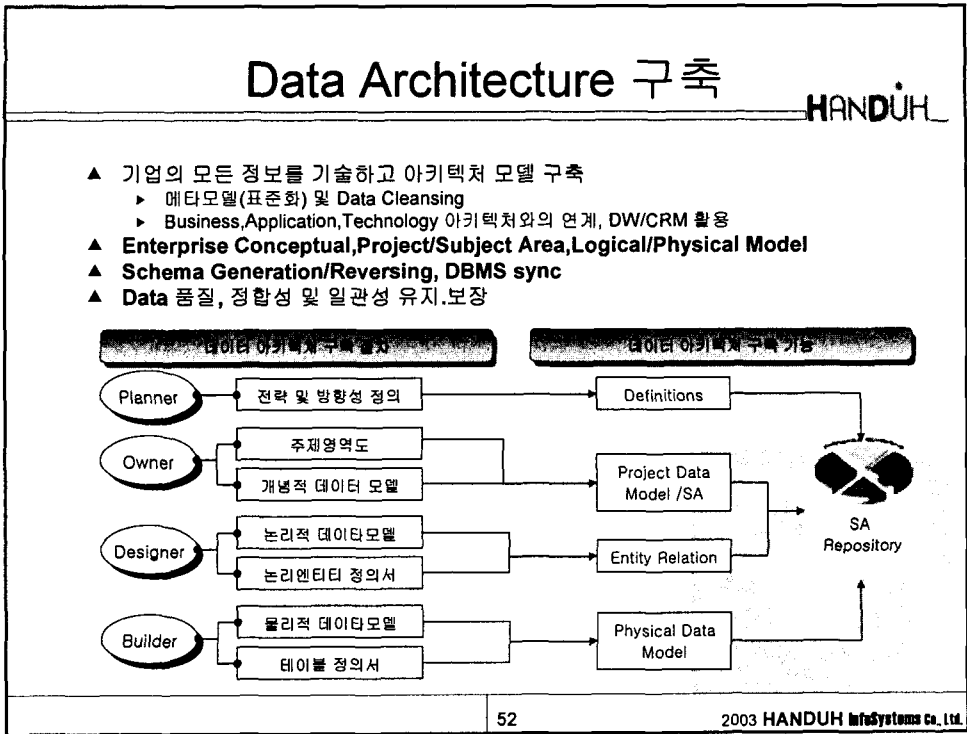 Data Architecture 구축
HANDUH
▲ 기업의 모든 정보를 기술하고 아키텍처 모델 구축
▶ 메타모델(표준화) 및 Data Cleansing
▶ Business,Application,Technology 아키텍처와의 연계, DW/CRM 활용
▲ Enterprise Conceptual,Project/Subject Area,Logical/Physical Model
▲ Schema Generation/Reversing, DBMS sync
▲ Data 품질, 정합성 및 일관성 유지.보장
데이터 아키텍처 구축 절차
데이터 아키텍처 구축 기능
Planner
전략 및 방향성 정의
Definitions
Owner
주제영역도
개념적 데이터 모델
Project Data
Model /SA
SA
Repository
Designer
논리적 데이타모델
논리엔티티 정의서
Entity Relation
Builder
물리적 데이타모델
테이블 정의서
Physical Data
Model
52
2003 HANDUH InfoSystems Co., Ltd.